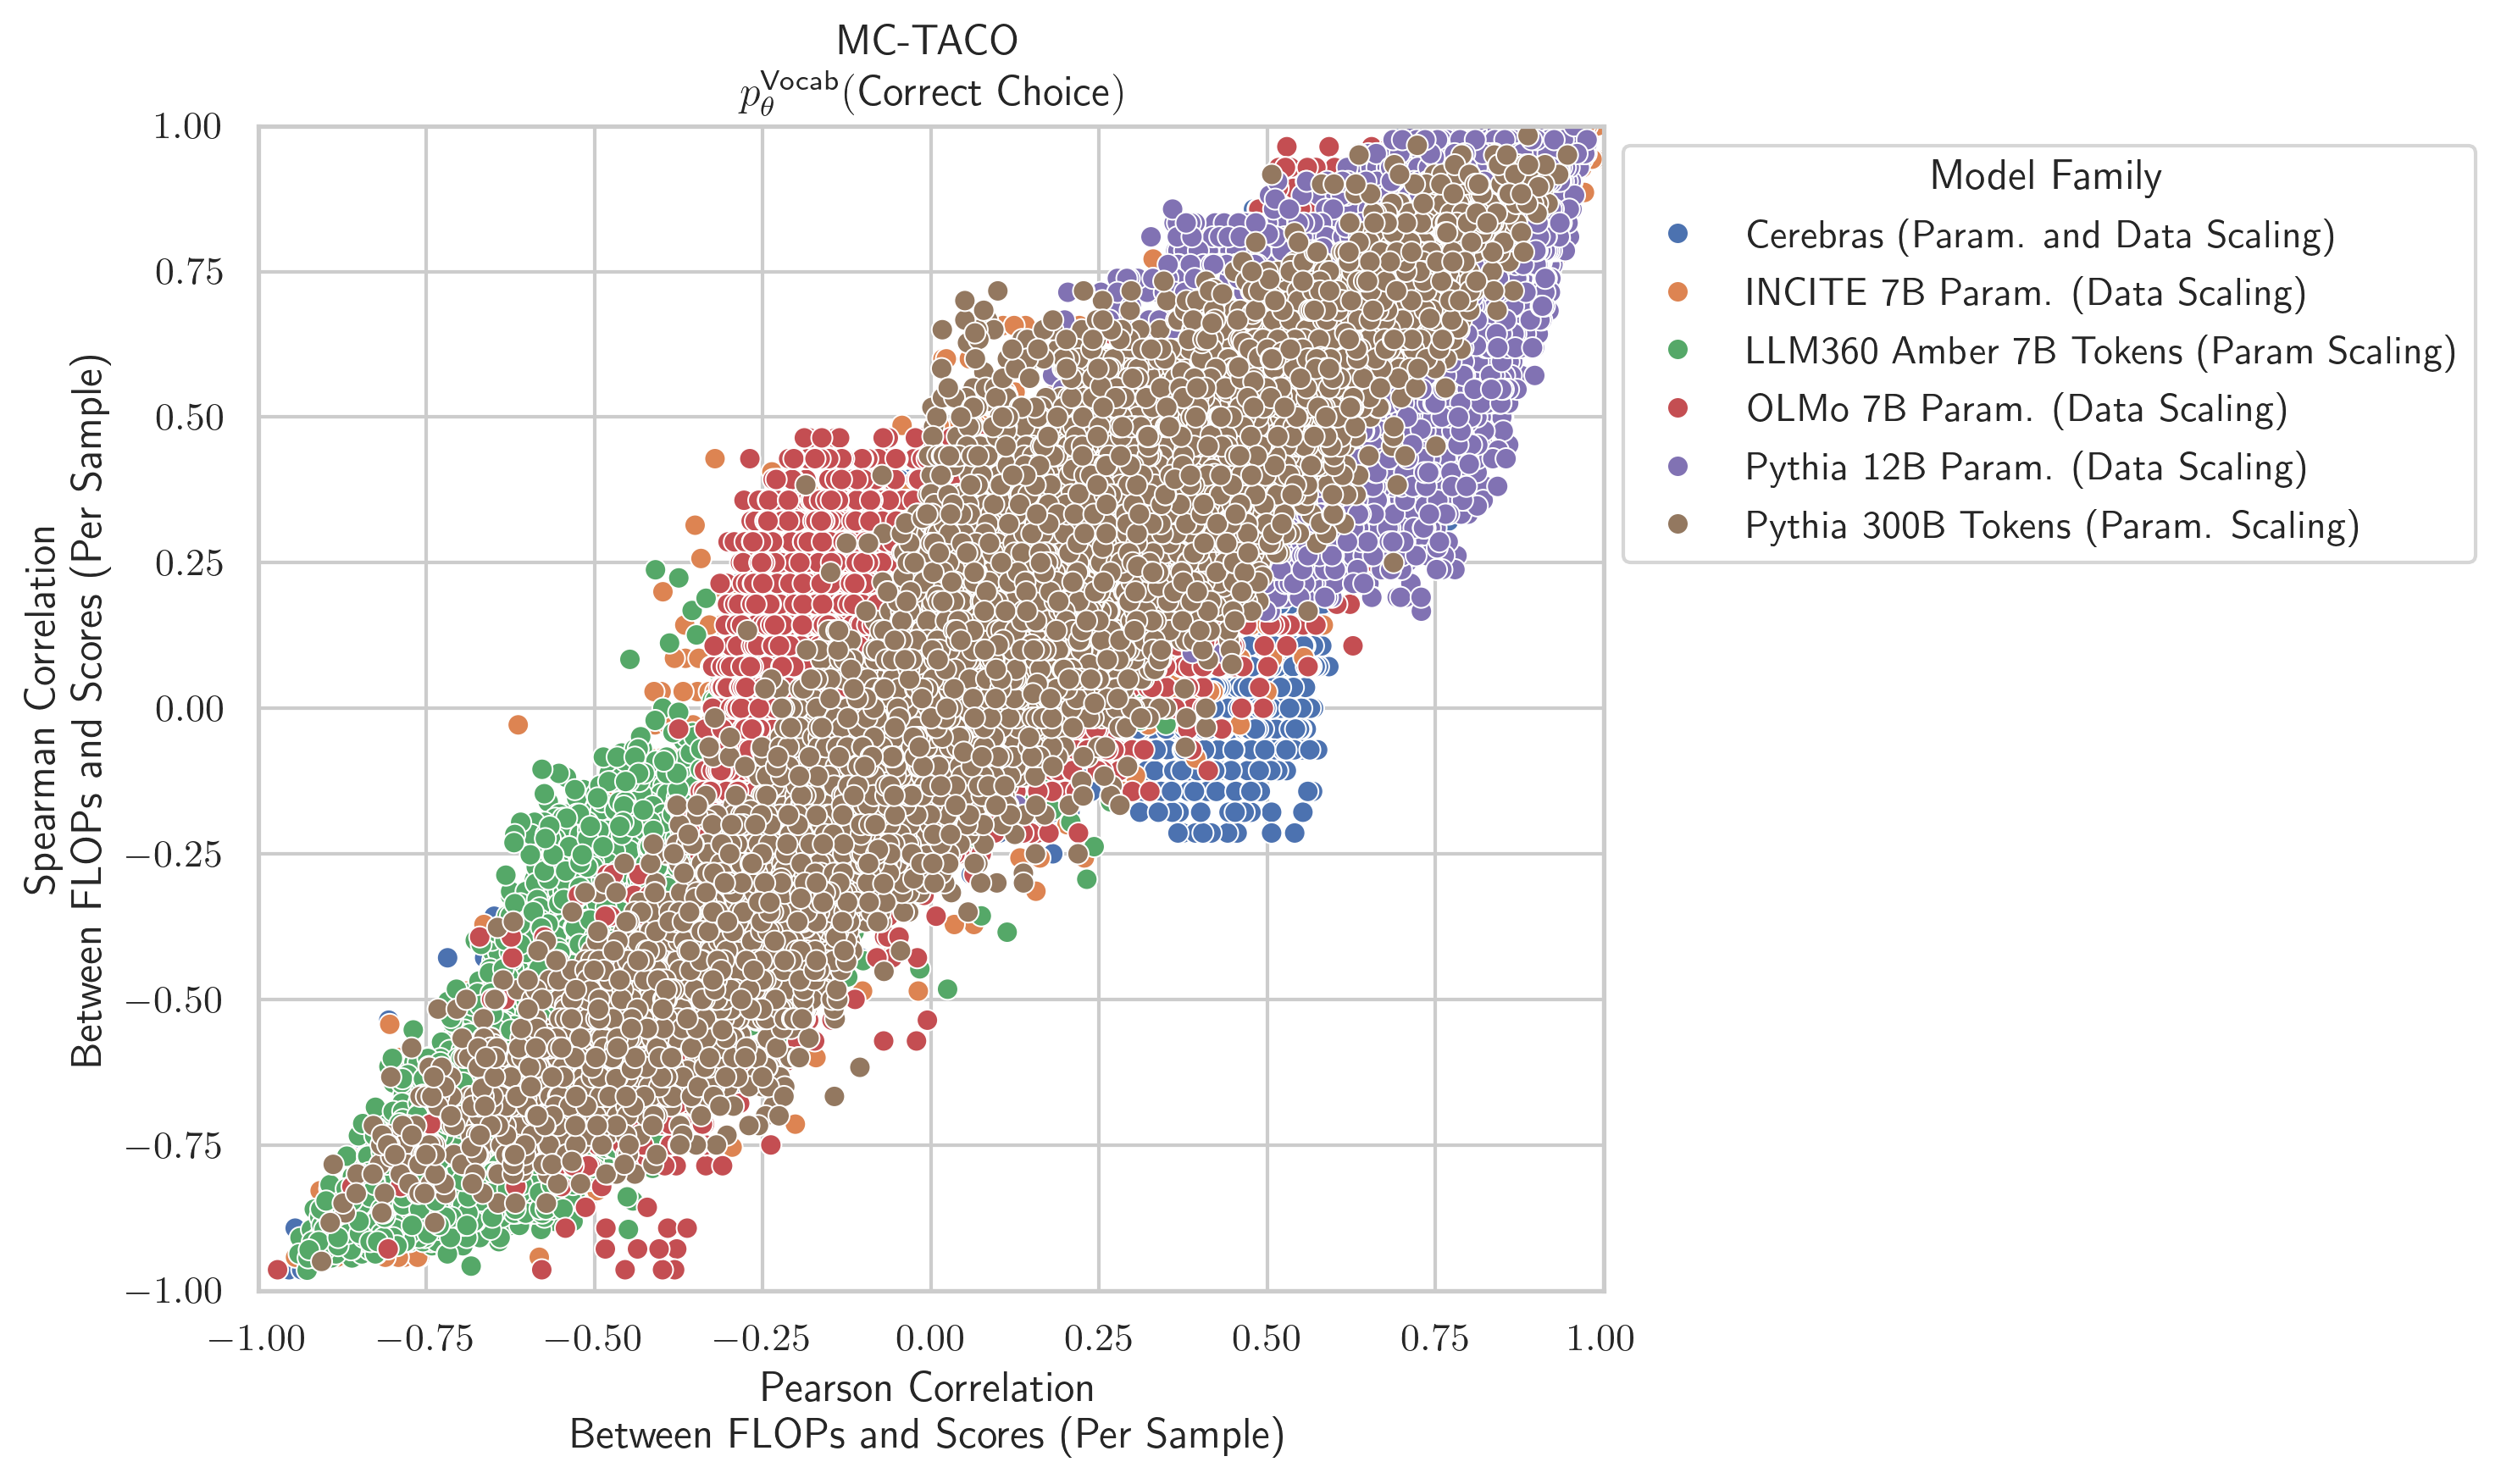 MC-TACO
p_θ^Vocab(Correct Choice)
1.00
0.75
0.50
0.25
0.00
−0.25
−0.50
−0.75
−1.00
Spearman Correlation
Between FLOPs and Scores (Per Sample)
−1.00 −0.75 −0.50 −0.25 0.00 0.25 0.50 0.75 1.00
Pearson Correlation
Between FLOPs and Scores (Per Sample)
Model Family
Cerebras (Param. and Data Scaling)
INCITE 7B Param. (Data Scaling)
LLM360 Amber 7B Tokens (Param Scaling)
OLMo 7B Param. (Data Scaling)
Pythia 12B Param. (Data Scaling)
Pythia 300B Tokens (Param. Scaling)